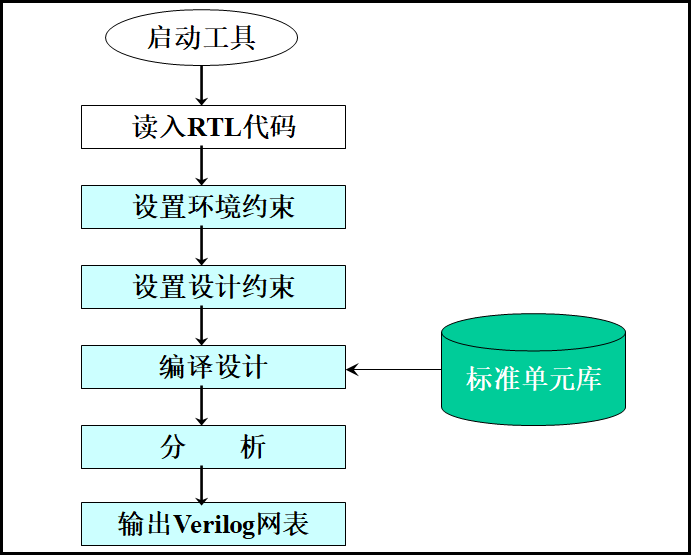 启动工具
读入RTL代码
设置环境约束
设置设计约束
编译设计
标准单元库
分 析
输出Verilog网表